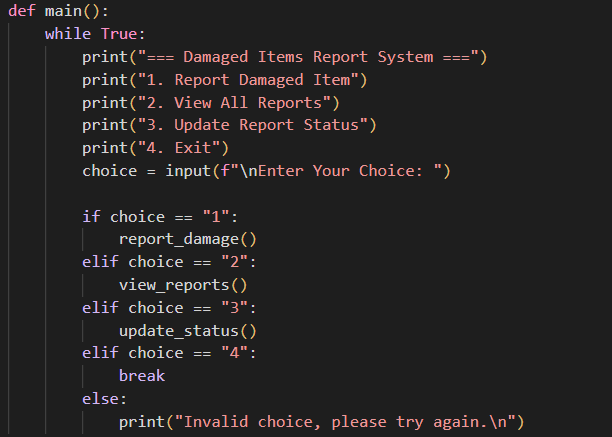 def main():
    while True:
        print("=== Damaged Items Report System ===")
        print("1. Report Damaged Item")
        print("2. View All Reports")
        print("3. Update Report Status")
        print("4. Exit")
        choice = input(f"\nEnter Your Choice: ")

        if choice == "1":
            report_damage()
        elif choice == "2":
            view_reports()
        elif choice == "3":
            update_status()
        elif choice == "4":
            break
        else:
            print("Invalid choice, please try again.\n")